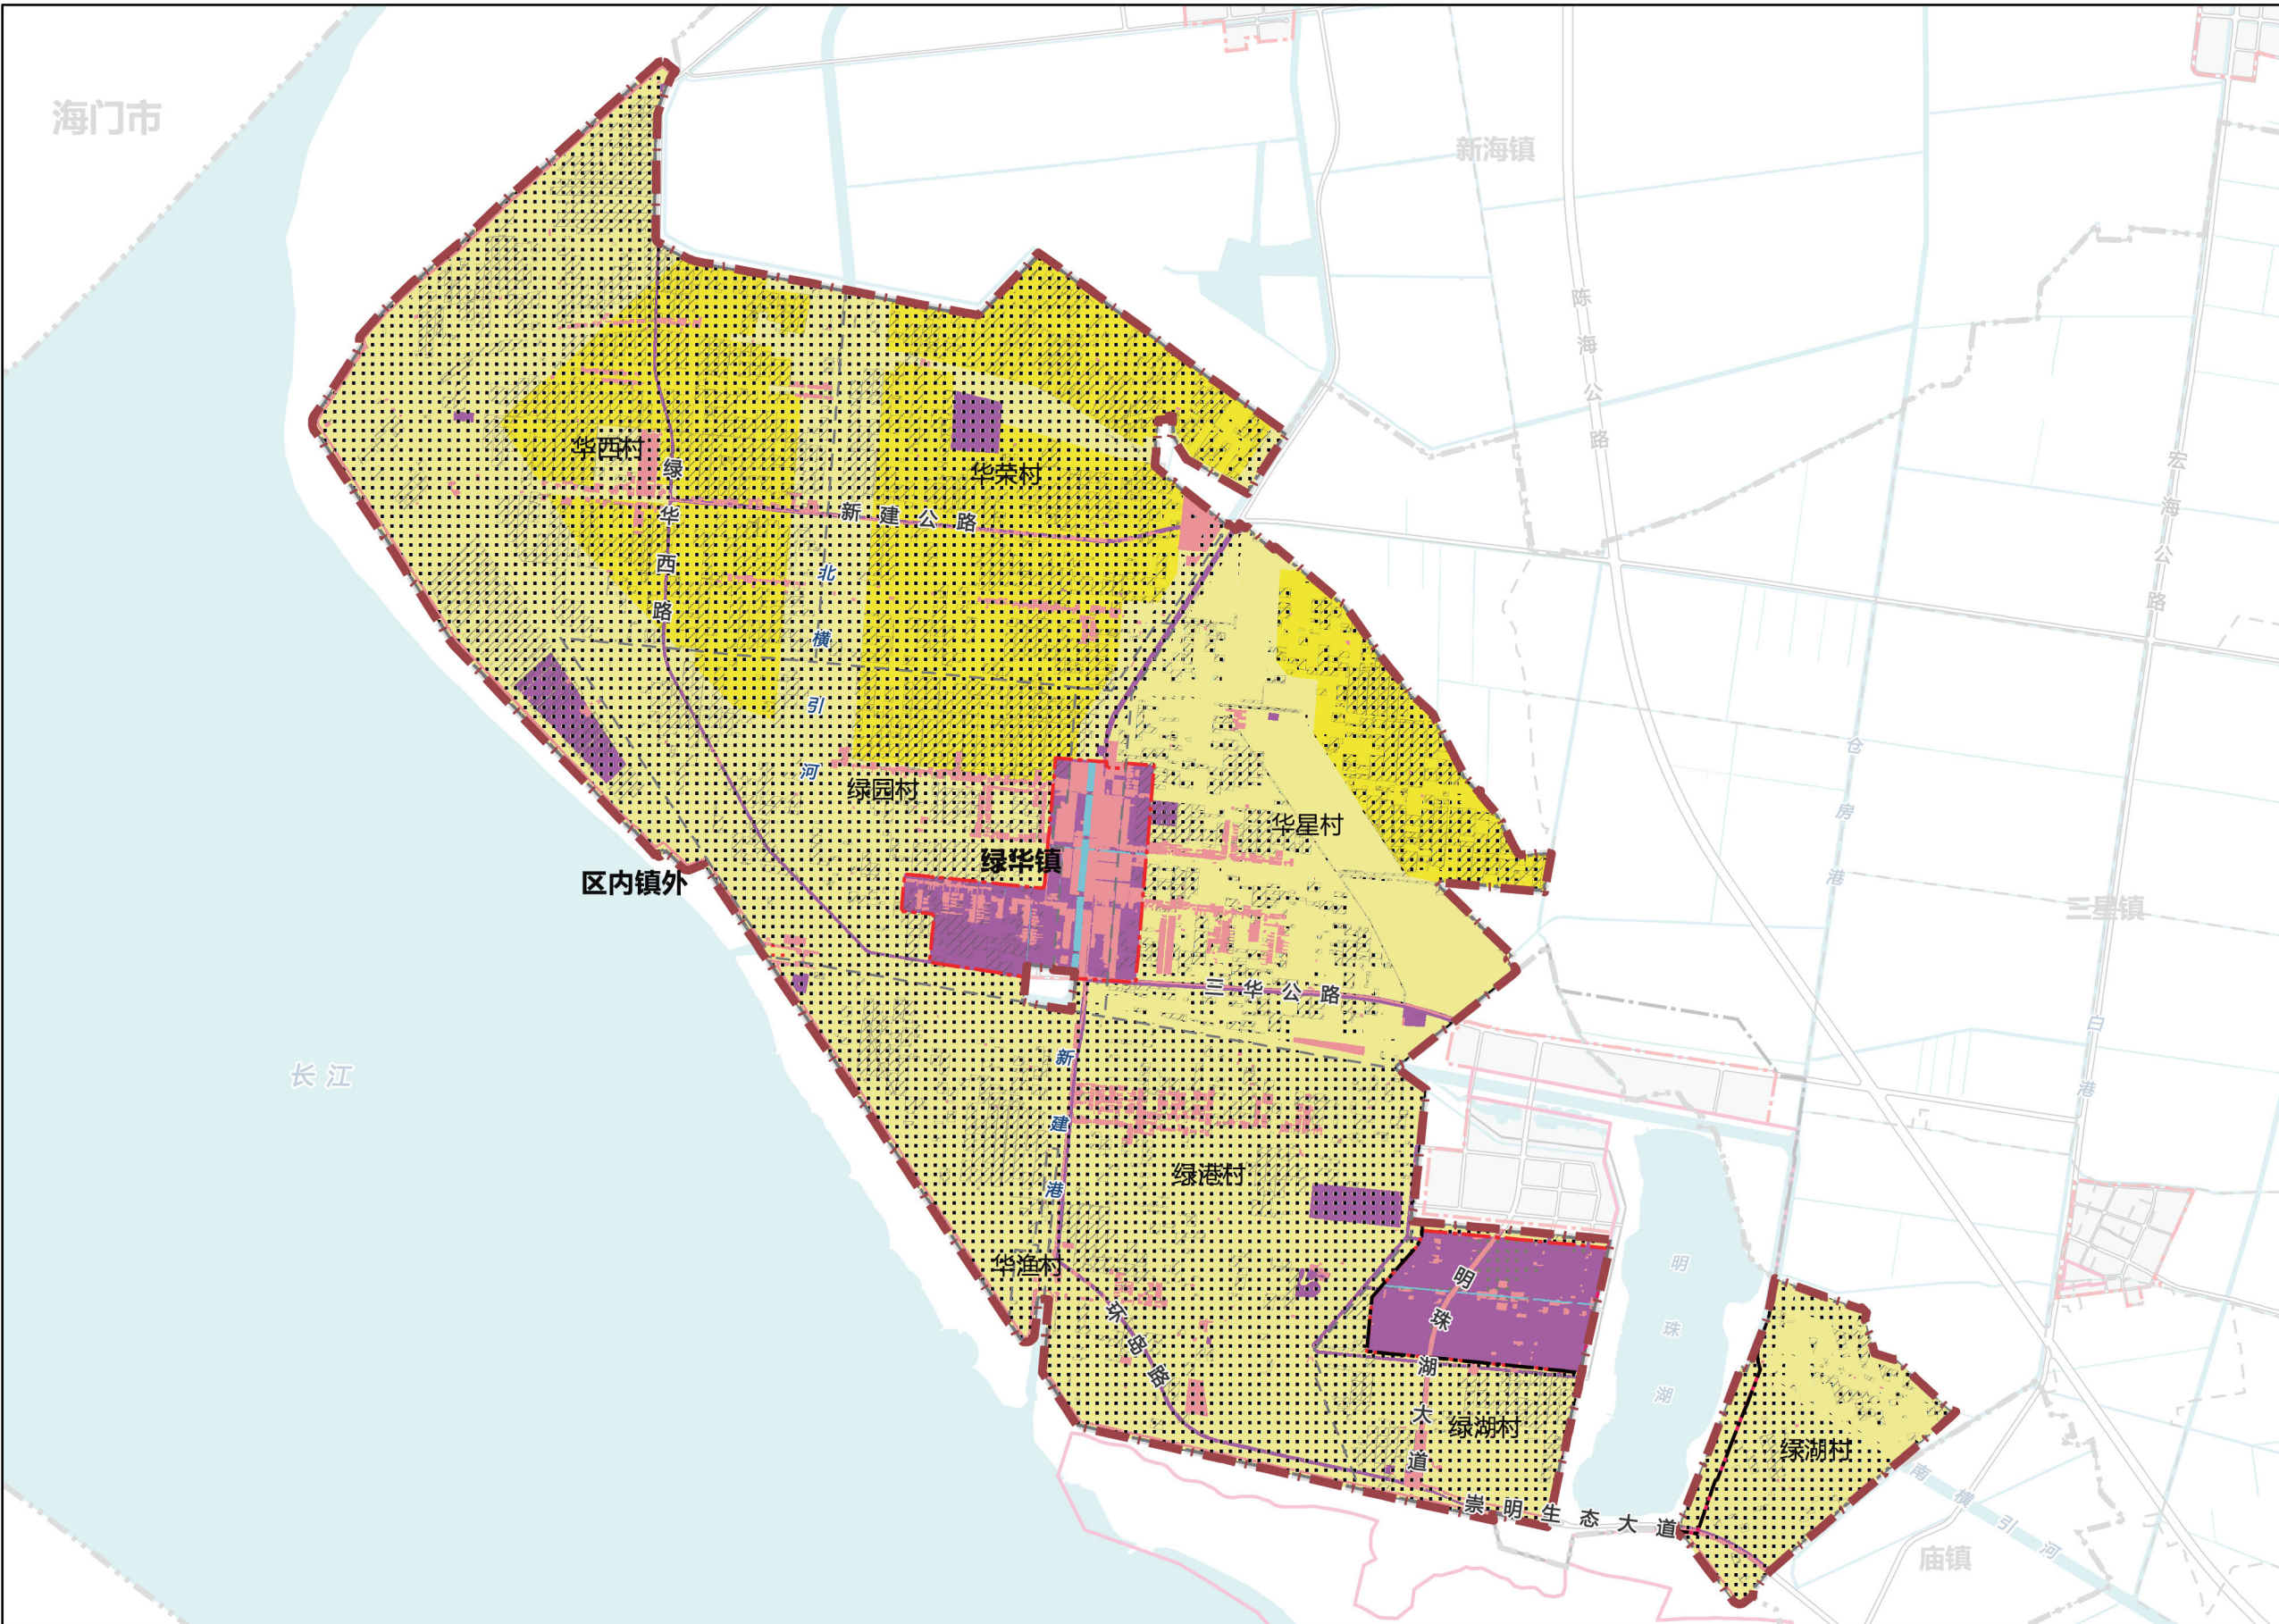 海门市
新海镇
陈海公路
宏海公路
华西村
华荣村
绿华西路
新建公路
北横引河
绿园村
华星村
仓房港
绿华镇
区内镇外
三星镇
三华公路
长江
白港
新建港
绿港村
华渔村
明珠湖大道
明珠湖
环岛路
绿湖村
绿湖村
崇明生态大道
南横引河
庙镇